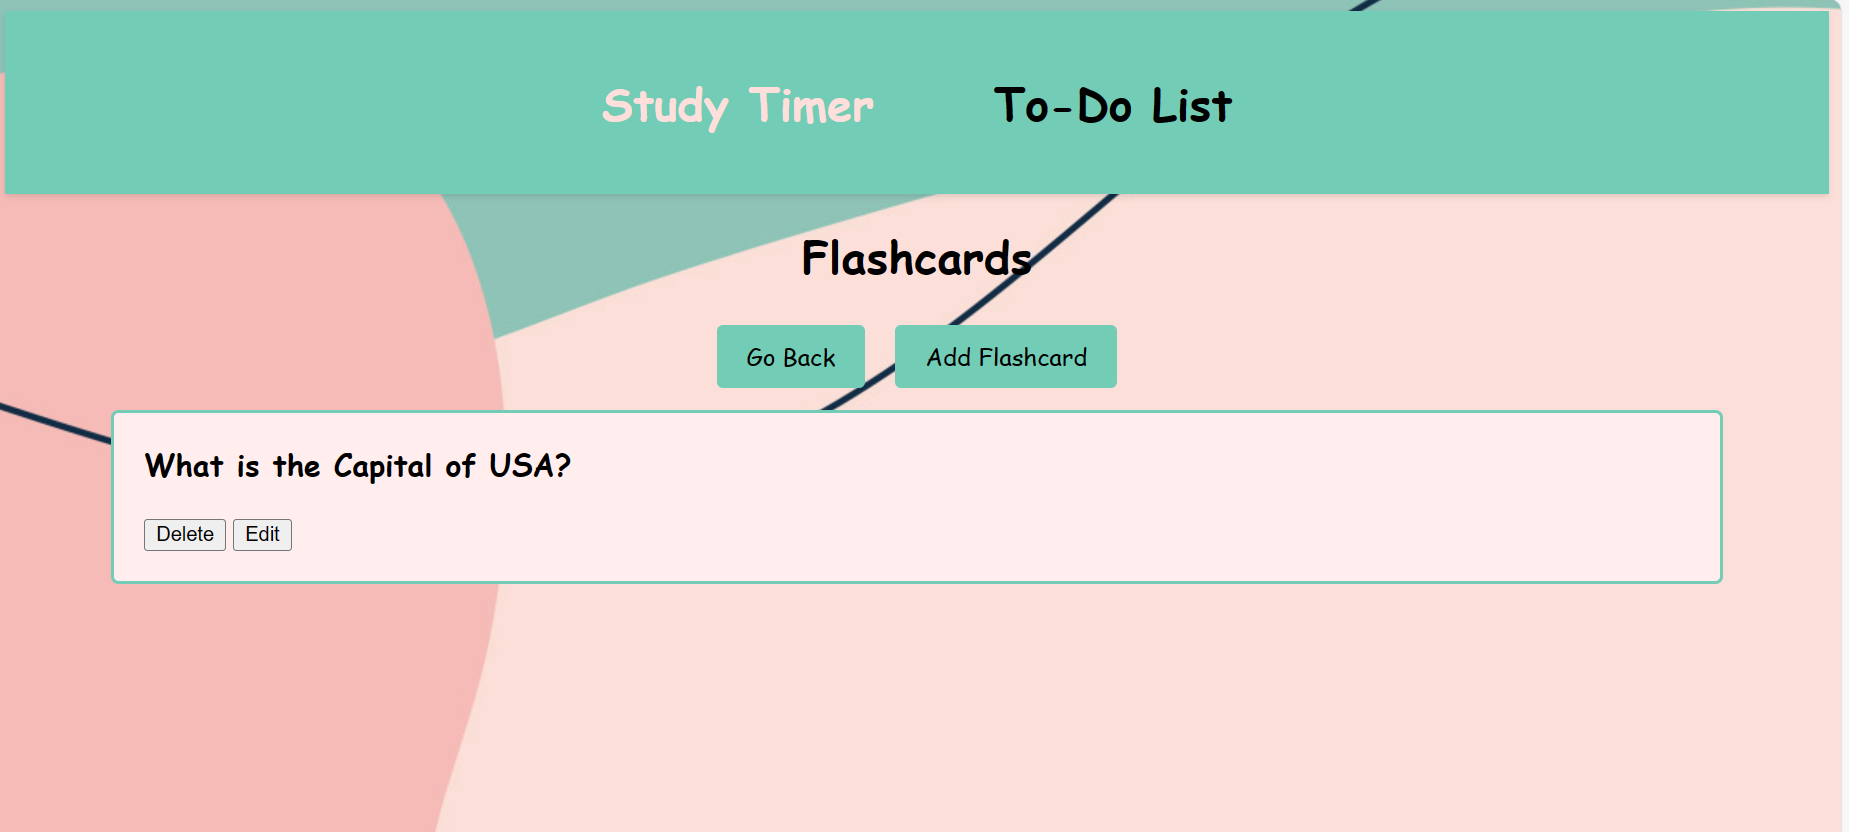 Study Timer To-Do List
Flashcards
Go Back Add Flashcard
What is the Capital of USA?
Delete Edit